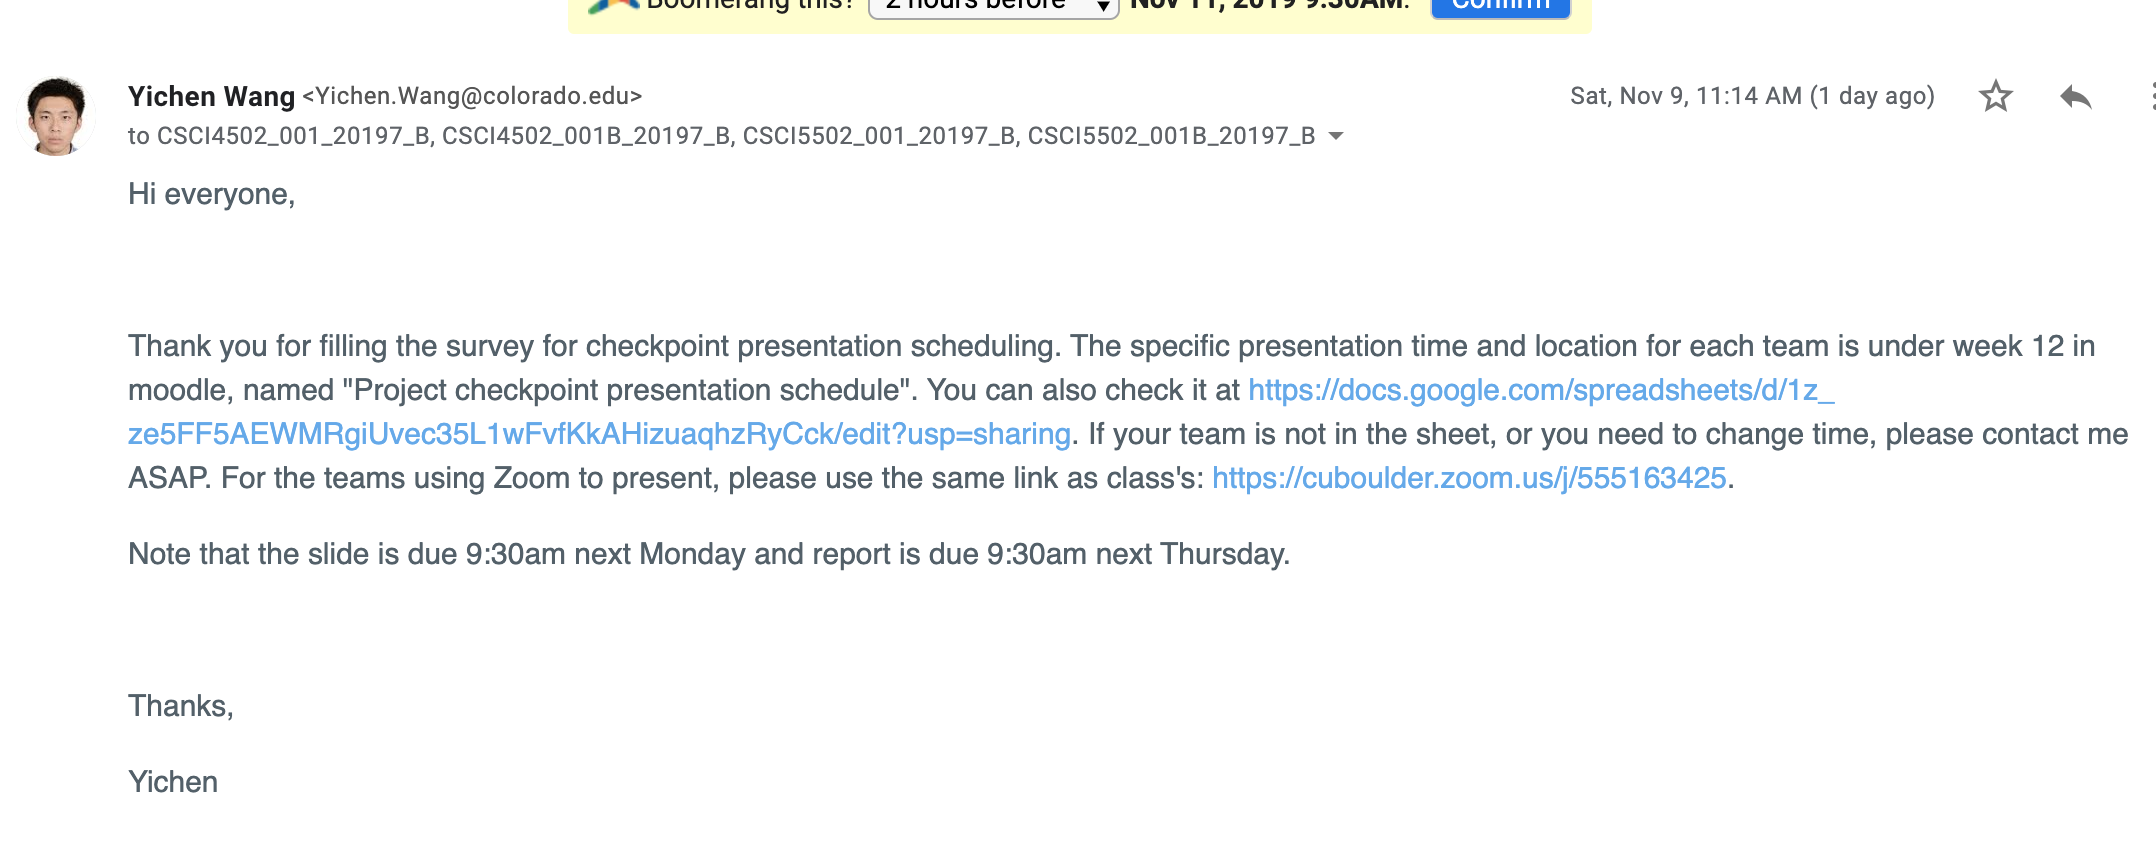 Boomerang this? 2 hours before Nov 11, 2019 9:30AM. Confirm
Yichen Wang <Yichen.Wang@colorado.edu> Sat, Nov 9, 11:14 AM (1 day ago)
to CSCI4502_001_20197_B, CSCI4502_001B_20197_B, CSCI5502_001_20197_B, CSCI5502_001B_20197_B
Hi everyone,
Thank you for filling the survey for checkpoint presentation scheduling. The specific presentation time and location for each team is under week 12 in
moodle, named "Project checkpoint presentation schedule". You can also check it at https://docs.google.com/spreadsheets/d/1z_
ze5FF5AEWMRgiUvec35L1wFvfKkAHizuaqhzRyCck/edit?usp=sharing. If your team is not in the sheet, or you need to change time, please contact me
ASAP. For the teams using Zoom to present, please use the same link as class's: https://cuboulder.zoom.us/j/555163425.
Note that the slide is due 9:30am next Monday and report is due 9:30am next Thursday.
Thanks,
Yichen